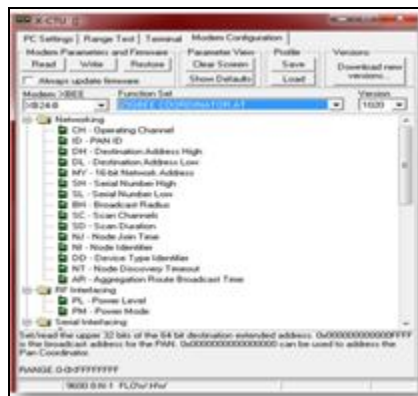 X-CTU
PC Settings | Range Test | Terminal | Modem Configuration
Modem Parameters and Firmware
Parameter View
Profile
Versions
Read
Write
Restore
Clear Screen
Save
Download new versions...
Always update firmware
Show Defaults
Load
Modem: XBEE
Function Set
Version
XB24-B
ZIGBEE COORDINATOR AT
1020
Networking
CH - Operating Channel
ID - PAN ID
DH - Destination Address High
DL - Destination Address Low
MY - 16-bit Network Address
SH - Serial Number High
SL - Serial Number Low
BH - Broadcast Radius
SC - Scan Channels
SD - Scan Duration
NJ - Node Join Time
NI - Node Identifier
DD - Device Type Identifier
NT - Node Discovery Timeout
AR - Aggregation Route Broadcast Time
RF Interfacing
PL - Power Level
PM - Power Mode
Serial Interfacing
Set/read the upper 32 bits of the 64 bit destination extended address. 0x000000000000FFFF
is the broadcast address for the PAN. 0x0000000000000000 can be used to address the
Pan Coordinator.
RANGE:0-0xFFFFFFFF
9600 8-N-1 FLOW:HW